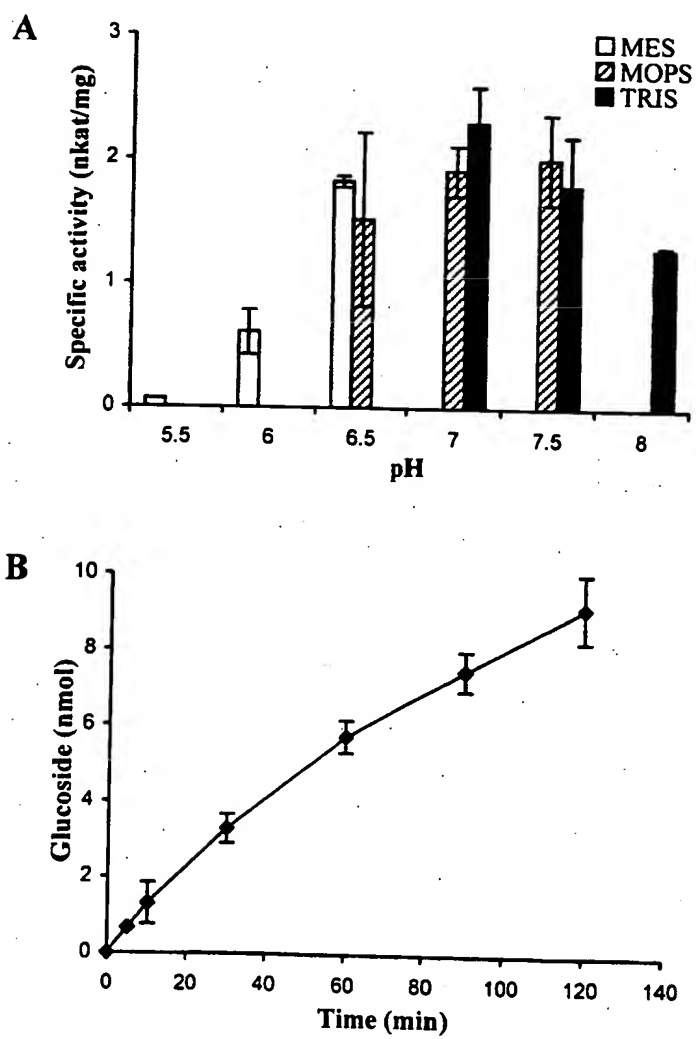 A
3
2
1
0
Specific activity (nkat/mg)
MES
MOPS
TRIS
5.5 6 6.5 7 7.5 8
pH
B
10
8
6
4
2
0
Glucoside (nmol)
0 20 40 60 80 100 120 140
Time (min)